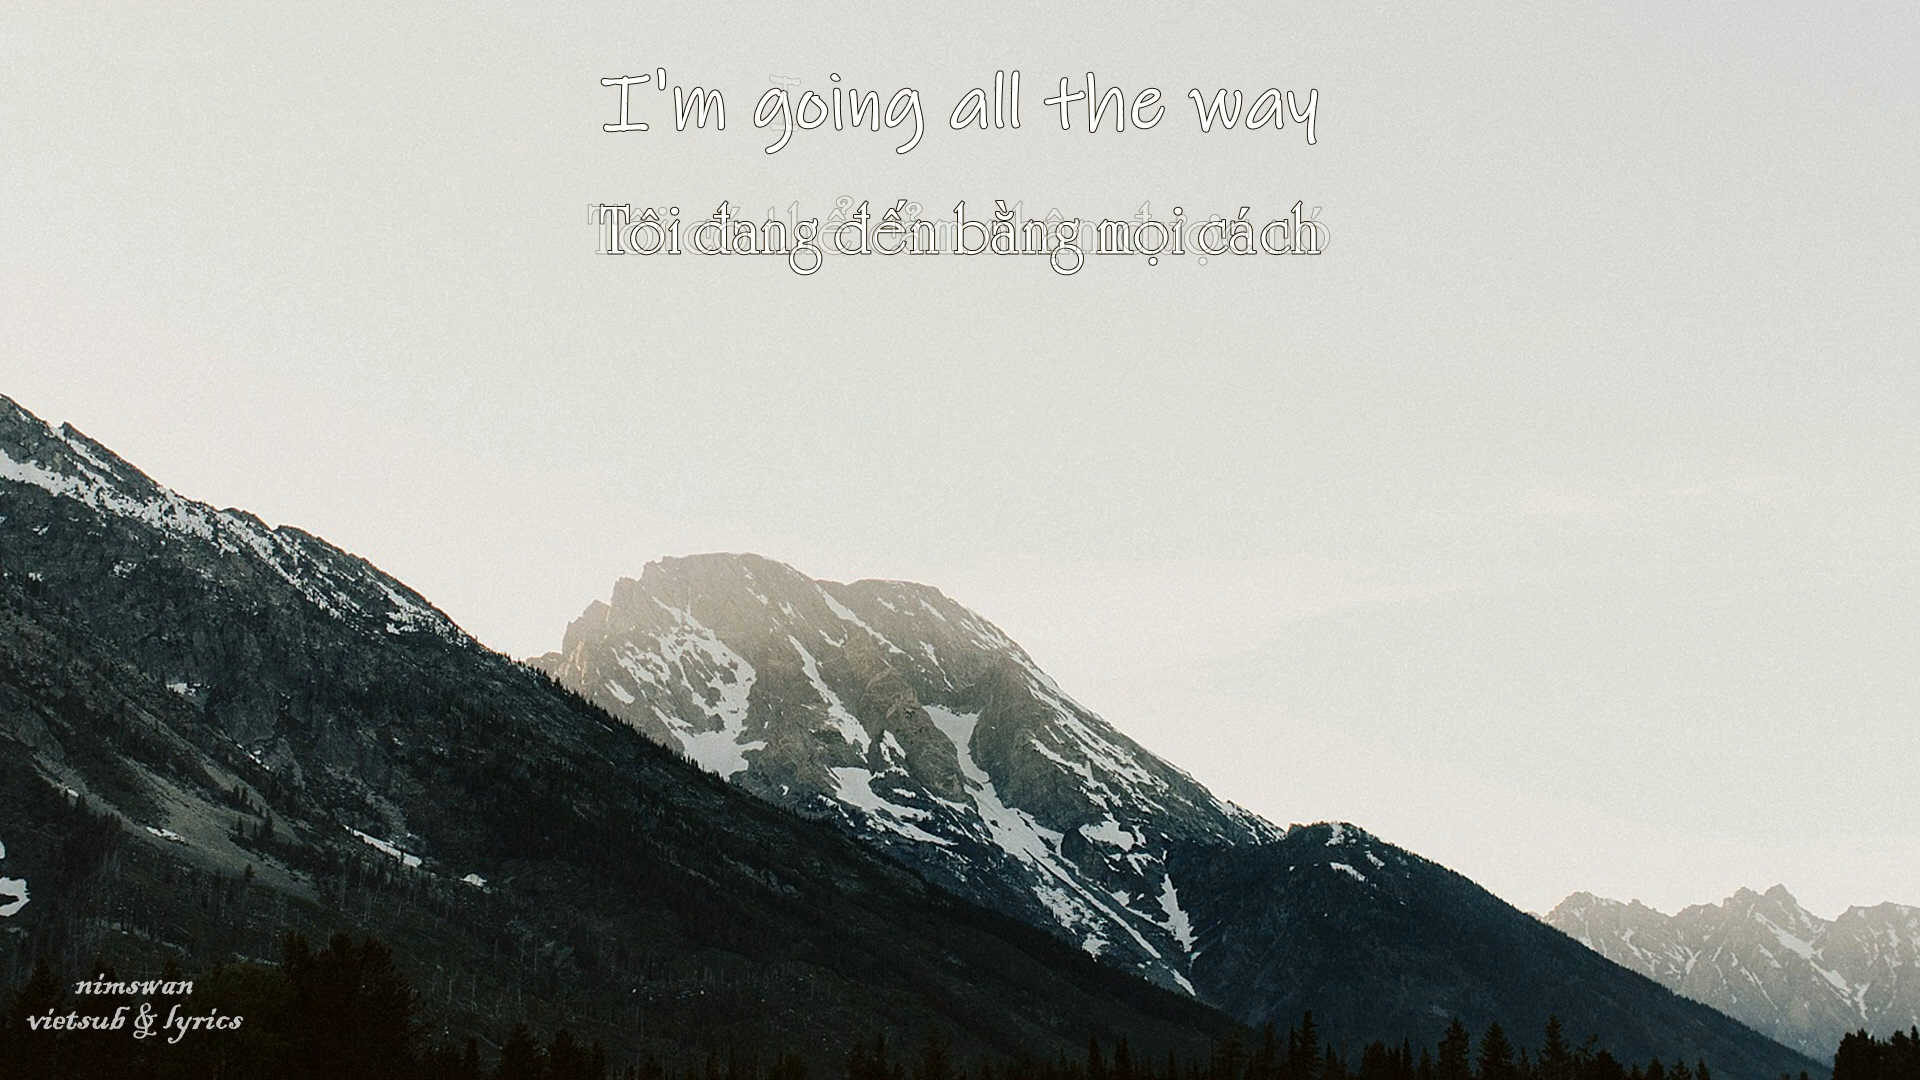 I'm going all the way
Tôi đang đến bằng mọi cách
nimswan
vietsub & lyrics